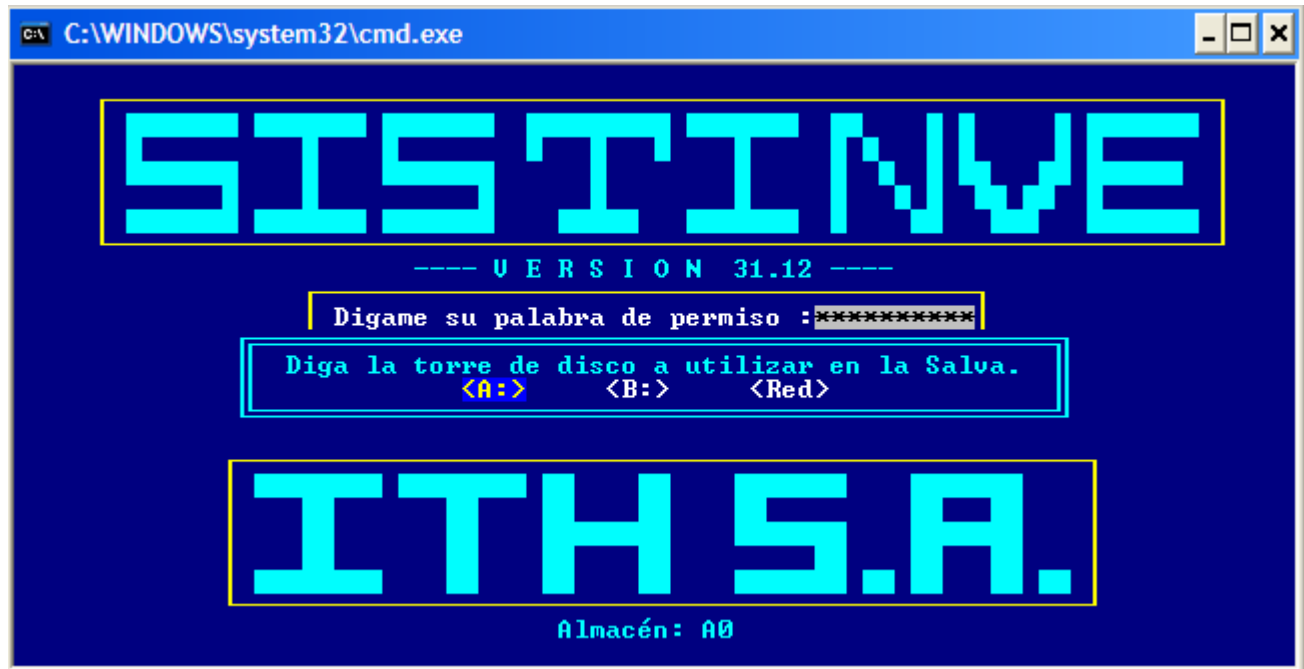 C:\WINDOWS\system32\cmd.exe
SISTINVE
---- V E R S I O N 31.12 ----
Digame su palabra de permiso :**********
Diga la torre de disco a utilizar en la Salva.
<A:> <B:> <Red>
ITH S.A.
Almacén: A0